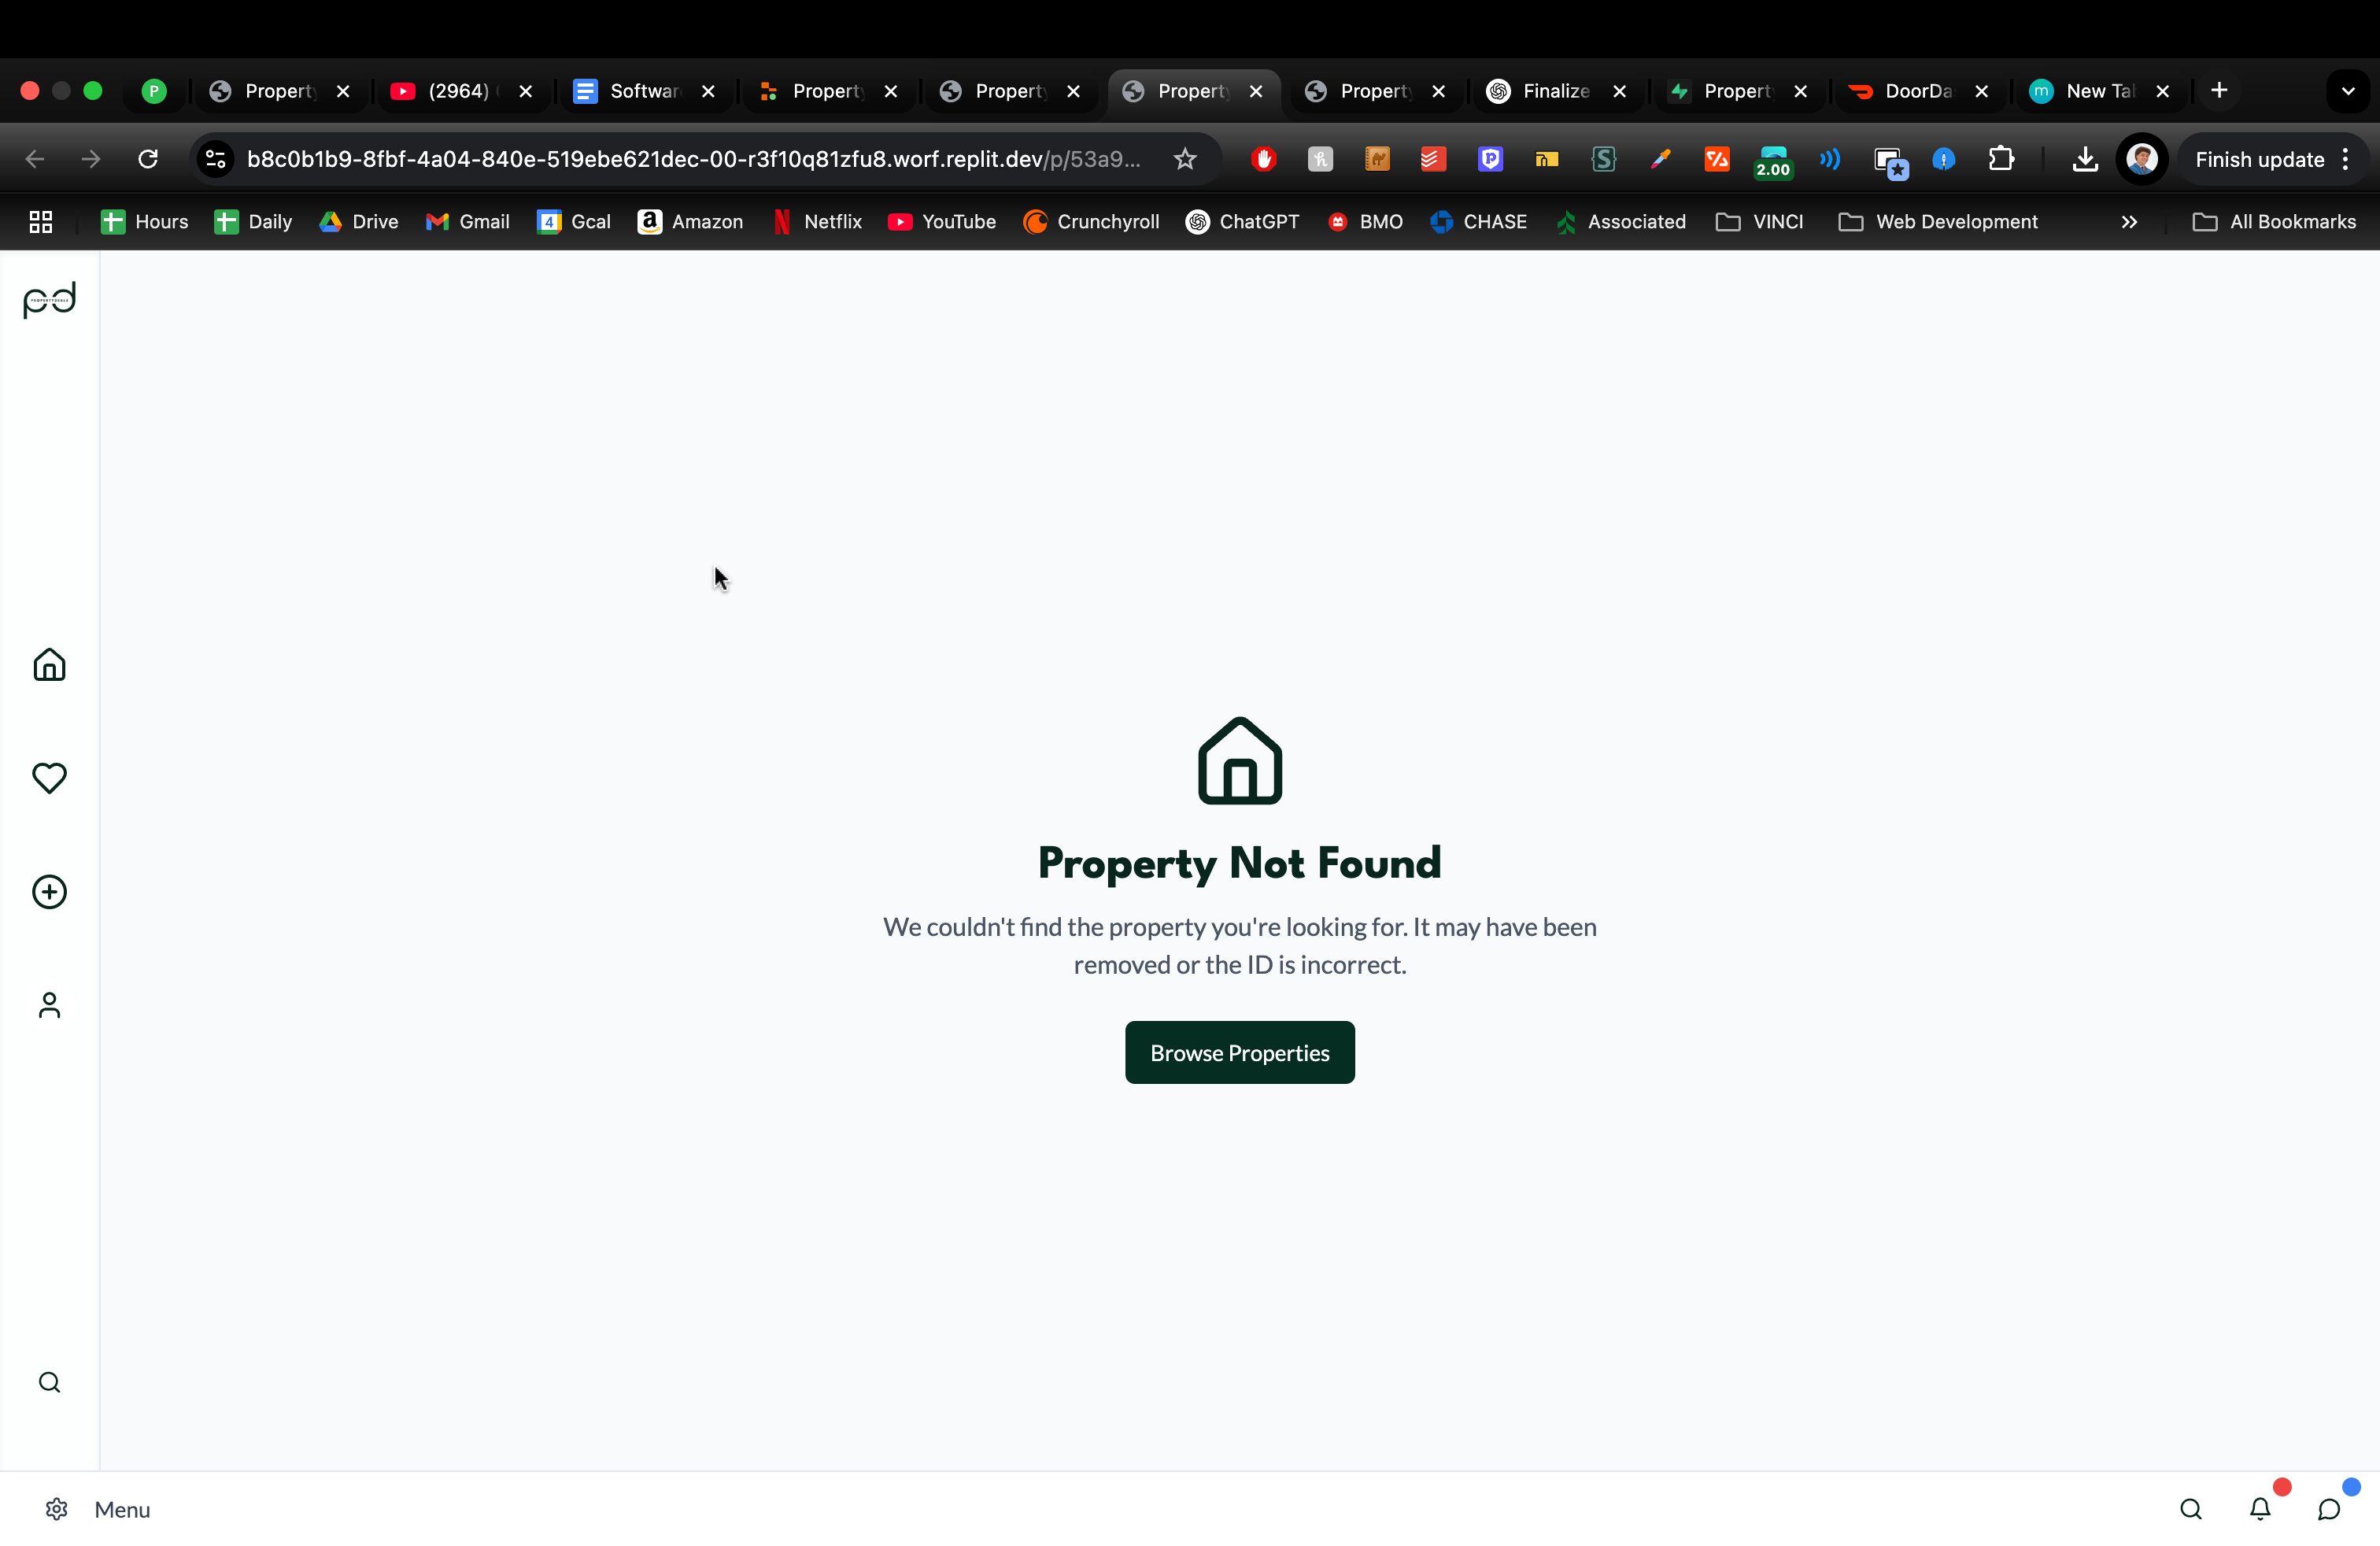 P
Property
(2964)
Softwar
Property
Property
Property
Property
Finalize
Property
DoorDa
m
New Ta
b8c0b1b9-8fbf-4a04-840e-519ebe621dec-00-r3f10q81zfu8.worf.replit.dev/p/53a9...
2.00
Finish update
Hours
Daily
Drive
Gmail
4
Gcal
a
Amazon
Netflix
YouTube
Crunchyroll
ChatGPT
BMO
CHASE
Associated
VINCI
Web Development
All Bookmarks
pd
Property Not Found
We couldn't find the property you're looking for. It may have been
removed or the ID is incorrect.
Browse Properties
Menu